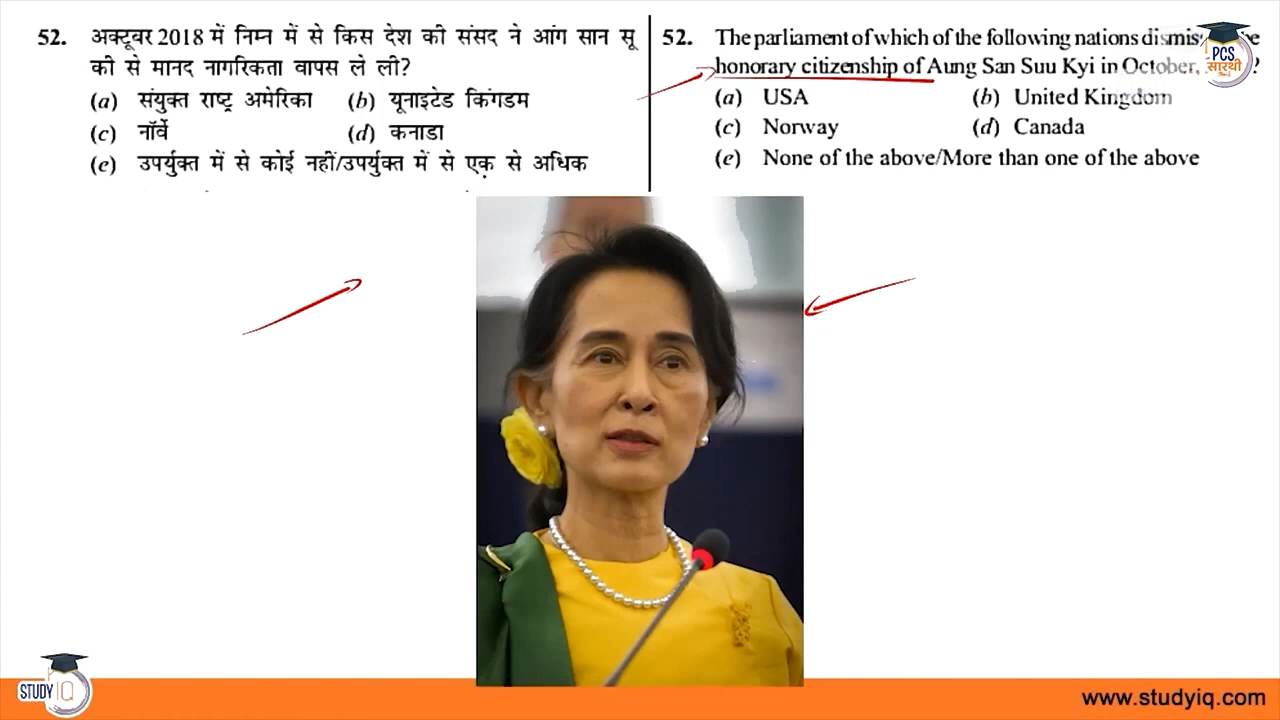 52. अक्टूबर 2018 में निम्न में से किस देश की संसद ने आंग सान सू
की से मानद नागरिकता वापस ले ली?
(a) संयुक्त राष्ट्र अमेरिका (b) यूनाइटेड किंगडम
(c) नॉर्वे (d) कनाडा
(e) उपर्युक्त में से कोई नहीं/उपर्युक्त में से एक से अधिक
52. The parliament of which of the following nations
honorary citizenship of Aung San Suu Kyi in October, ?
(a) USA (b) United Kingdom
(c) Norway (d) Canada
(e) None of the above/More than one of the above
PCS
सारथी
STUDY IQ
www.studyiq.com